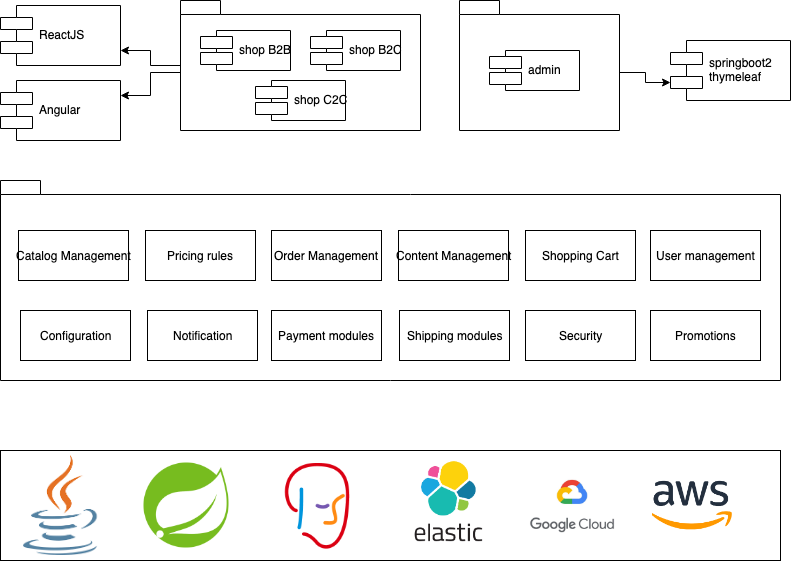 ReactJS
Angular
shop B2B
shop B2C
shop C2C
admin
springboot2
thymeleaf
Catalog Management
Pricing rules
Order Management
Content Management
Shopping Cart
User management
Configuration
Notification
Payment modules
Shipping modules
Security
Promotions
elastic
Google Cloud
aws